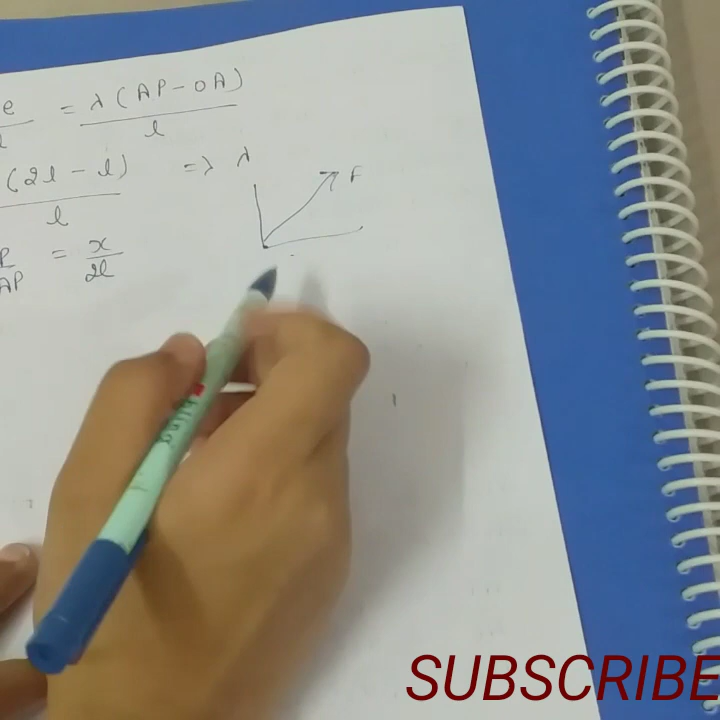 e/l = λ(AP-OA)/l
(2l-l)/l => λ λ
F
P/AP = x/2l
SUBSCRIBE